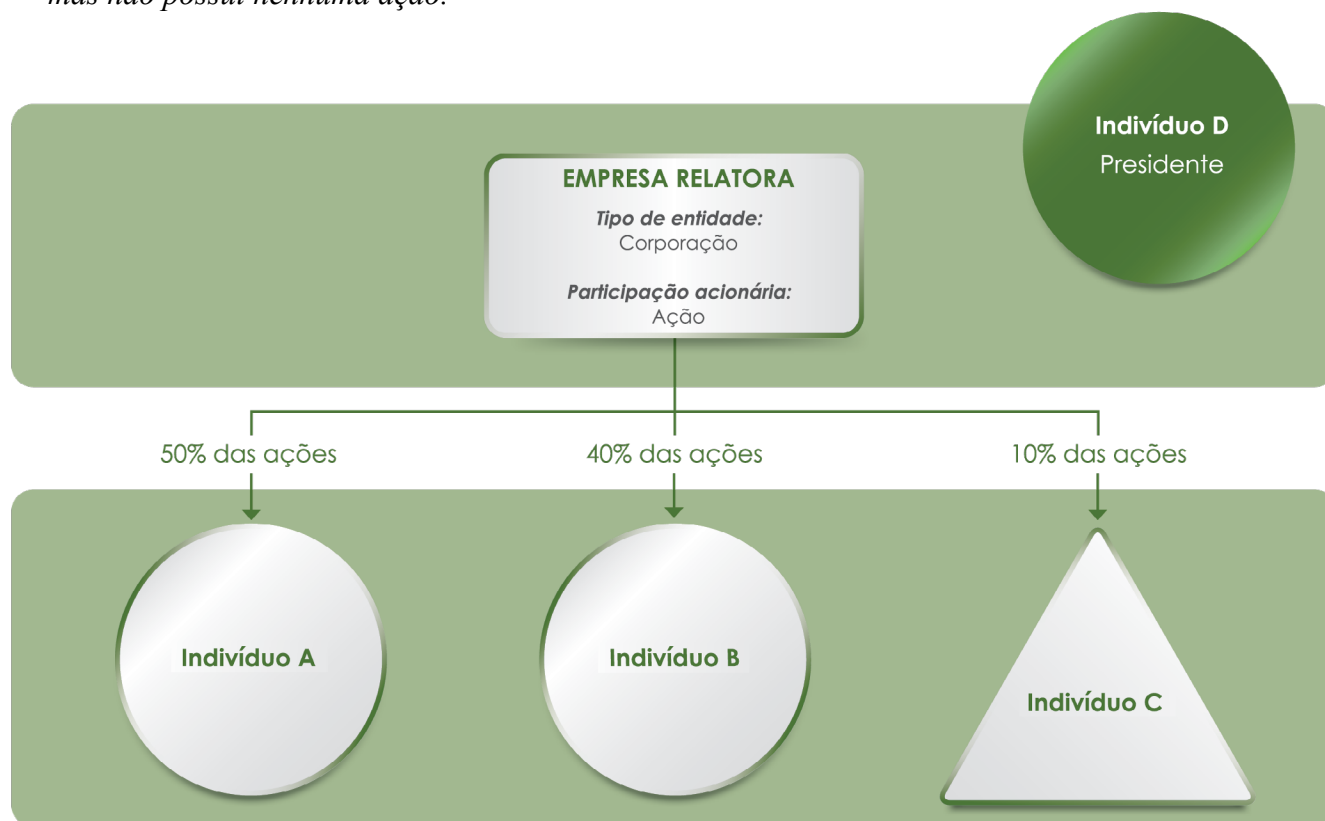 mas não possui nenhuma ação.
Indivíduo D
Presidente
EMPRESA RELATORA
Tipo de entidade:
Corporação
Participação acionária:
Ação
50% das ações
40% das ações
10% das ações
Indivíduo A
Indivíduo B
Indivíduo C